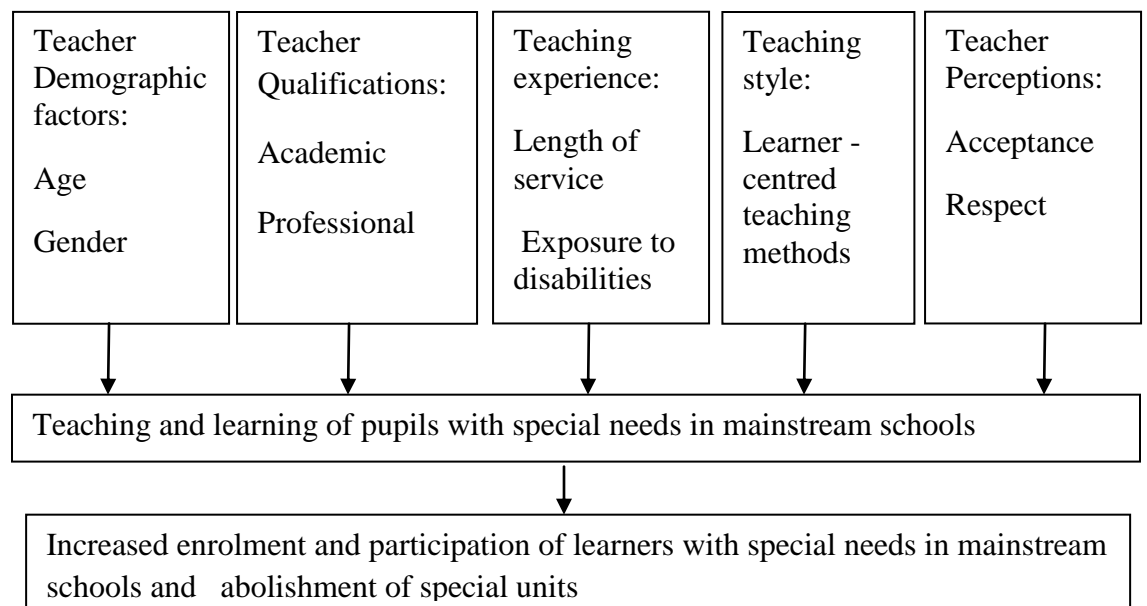 Teacher
Demographic
factors:
Age
Gender
Teacher
Qualifications:
Academic
Professional
Teaching
experience:
Length of
service
Exposure to
disabilities
Teaching
style:
Learner -
centred
teaching
methods
Teacher
Perceptions:
Acceptance
Respect
Teaching and learning of pupils with special needs in mainstream schools
Increased enrolment and participation of learners with special needs in mainstream
schools and   abolishment of special units